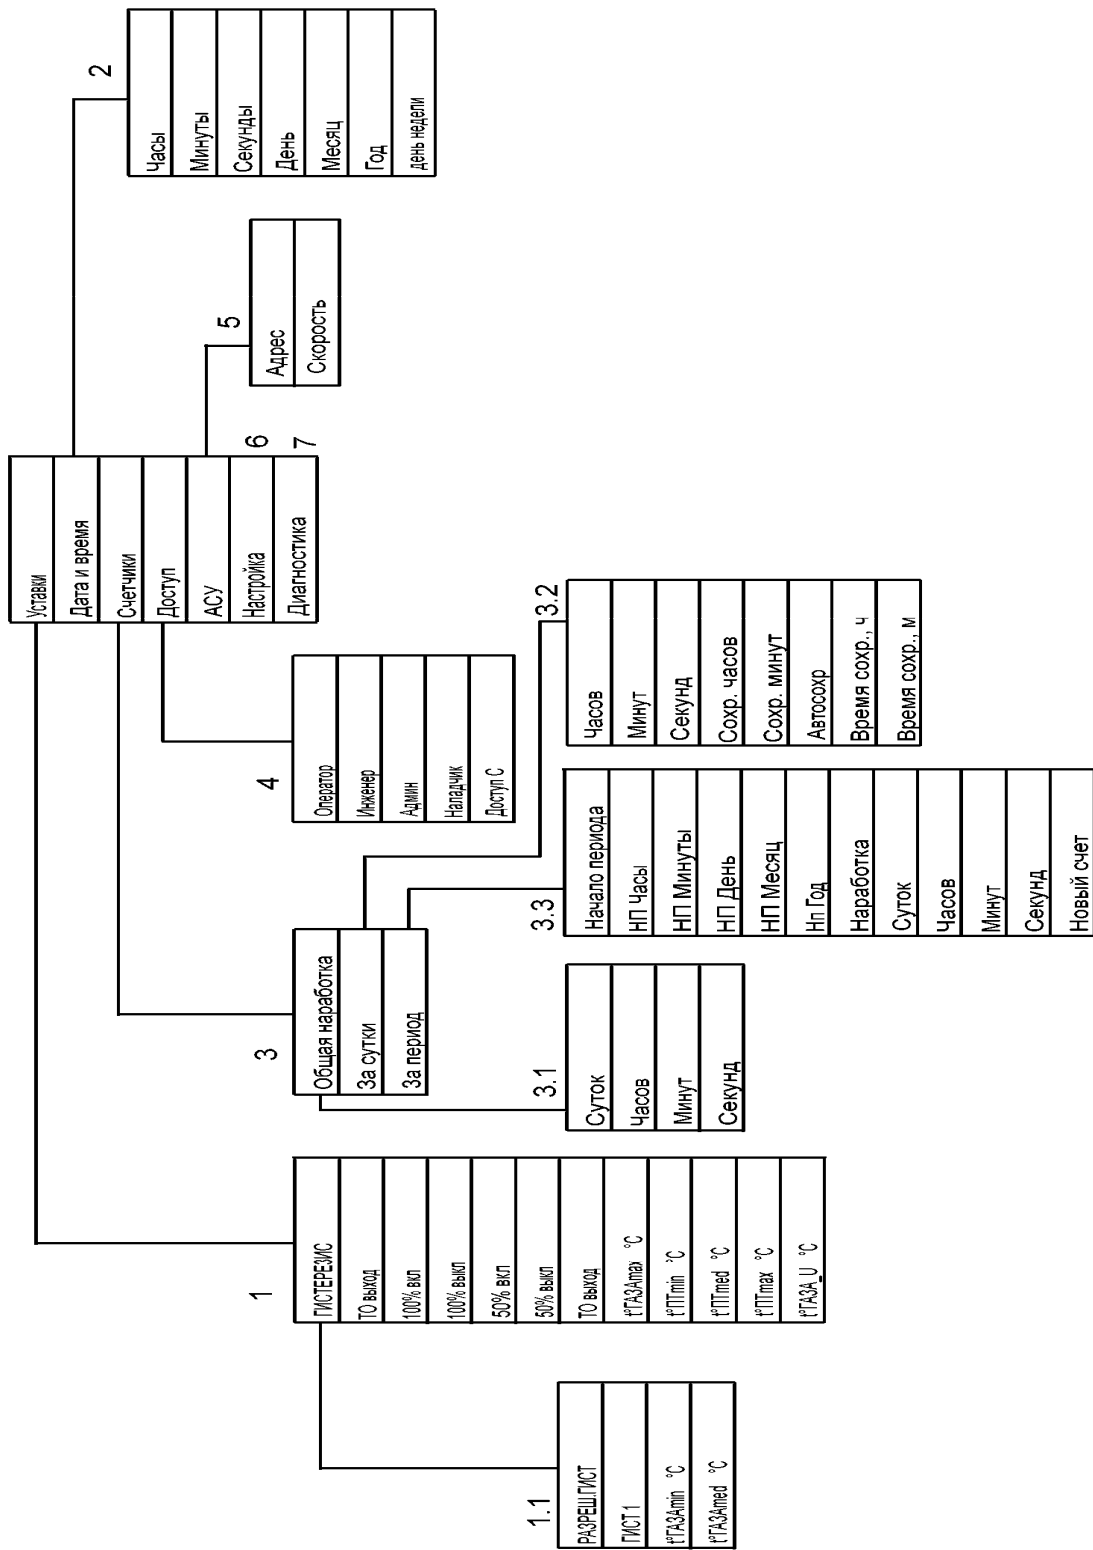 Уставки
Дата и время
Счетчики
Доступ
АСУ
Настройка
Диагностика
6
7
1
ГИСТЕРЕЗИС
ТО выход
100% вкл
100% выкл
50% вкл
50% выкл
ТО выход
t°ГАЗАmax °C
t°ПТmin °C
t°ПТmed °C
t°ПТmax °C
t°ГАЗА_U °C
1.1
РАЗРЕШ.ГИСТ
ГИСТ 1
t°ГАЗАmin °C
t°ГАЗАmed °C
2
Часы
Минуты
Секунды
День
Месяц
Год
День недели
3
Общая наработка
За сутки
За период
3.1
Суток
Часов
Минут
Секунд
3.3
Начало периода
НП Часы
НП Минуты
НП День
НП Месяц
Нп Год
Наработка
Суток
Часов
Минут
Секунд
Новый счет
3.2
Часов
Минут
Секунд
Сохр. часов
Сохр. минут
Автосохр
Время сохр., ч
Время сохр., м
4
Оператор
Инженер
Админ
Наладчик
Доступ С
5
Адрес
Скорость